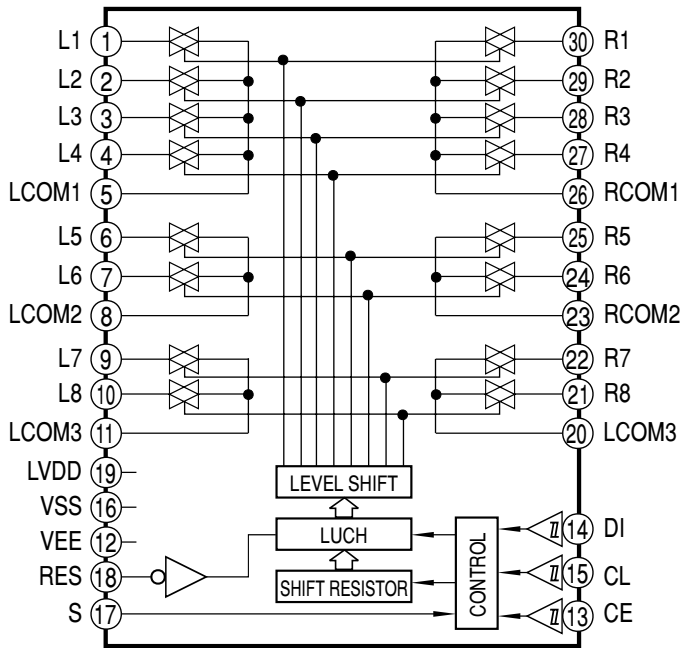 L1 1
L2 2
L3 3
L4 4
LCOM1 5
L5 6
L6 7
LCOM2 8
L7 9
L8 10
LCOM3 11
LVDD 19
VSS 16
VEE 12
RES 18
S 17
LEVEL SHIFT
LUCH
SHIFT RESISTOR
CONTROL
30 R1
29 R2
28 R3
27 R4
26 RCOM1
25 R5
24 R6
23 RCOM2
22 R7
21 R8
20 LCOM3
14 DI
15 CL
13 CE